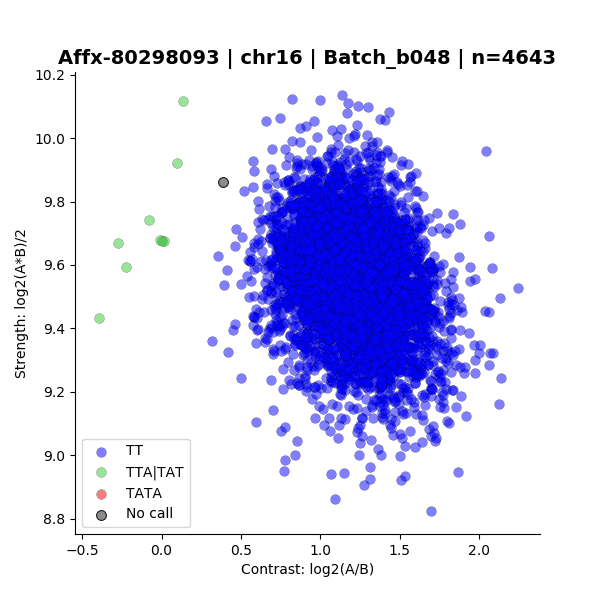 Affx-80298093 | chr16 | Batch_b048 | n=4643
Strength: log2(A*B)/2
10.2
10.0
9.8
9.6
9.4
9.2
9.0
8.8
TT
TTA|TAT
TATA
No call
−0.5 0.0 0.5 1.0 1.5 2.0
Contrast: log2(A/B)